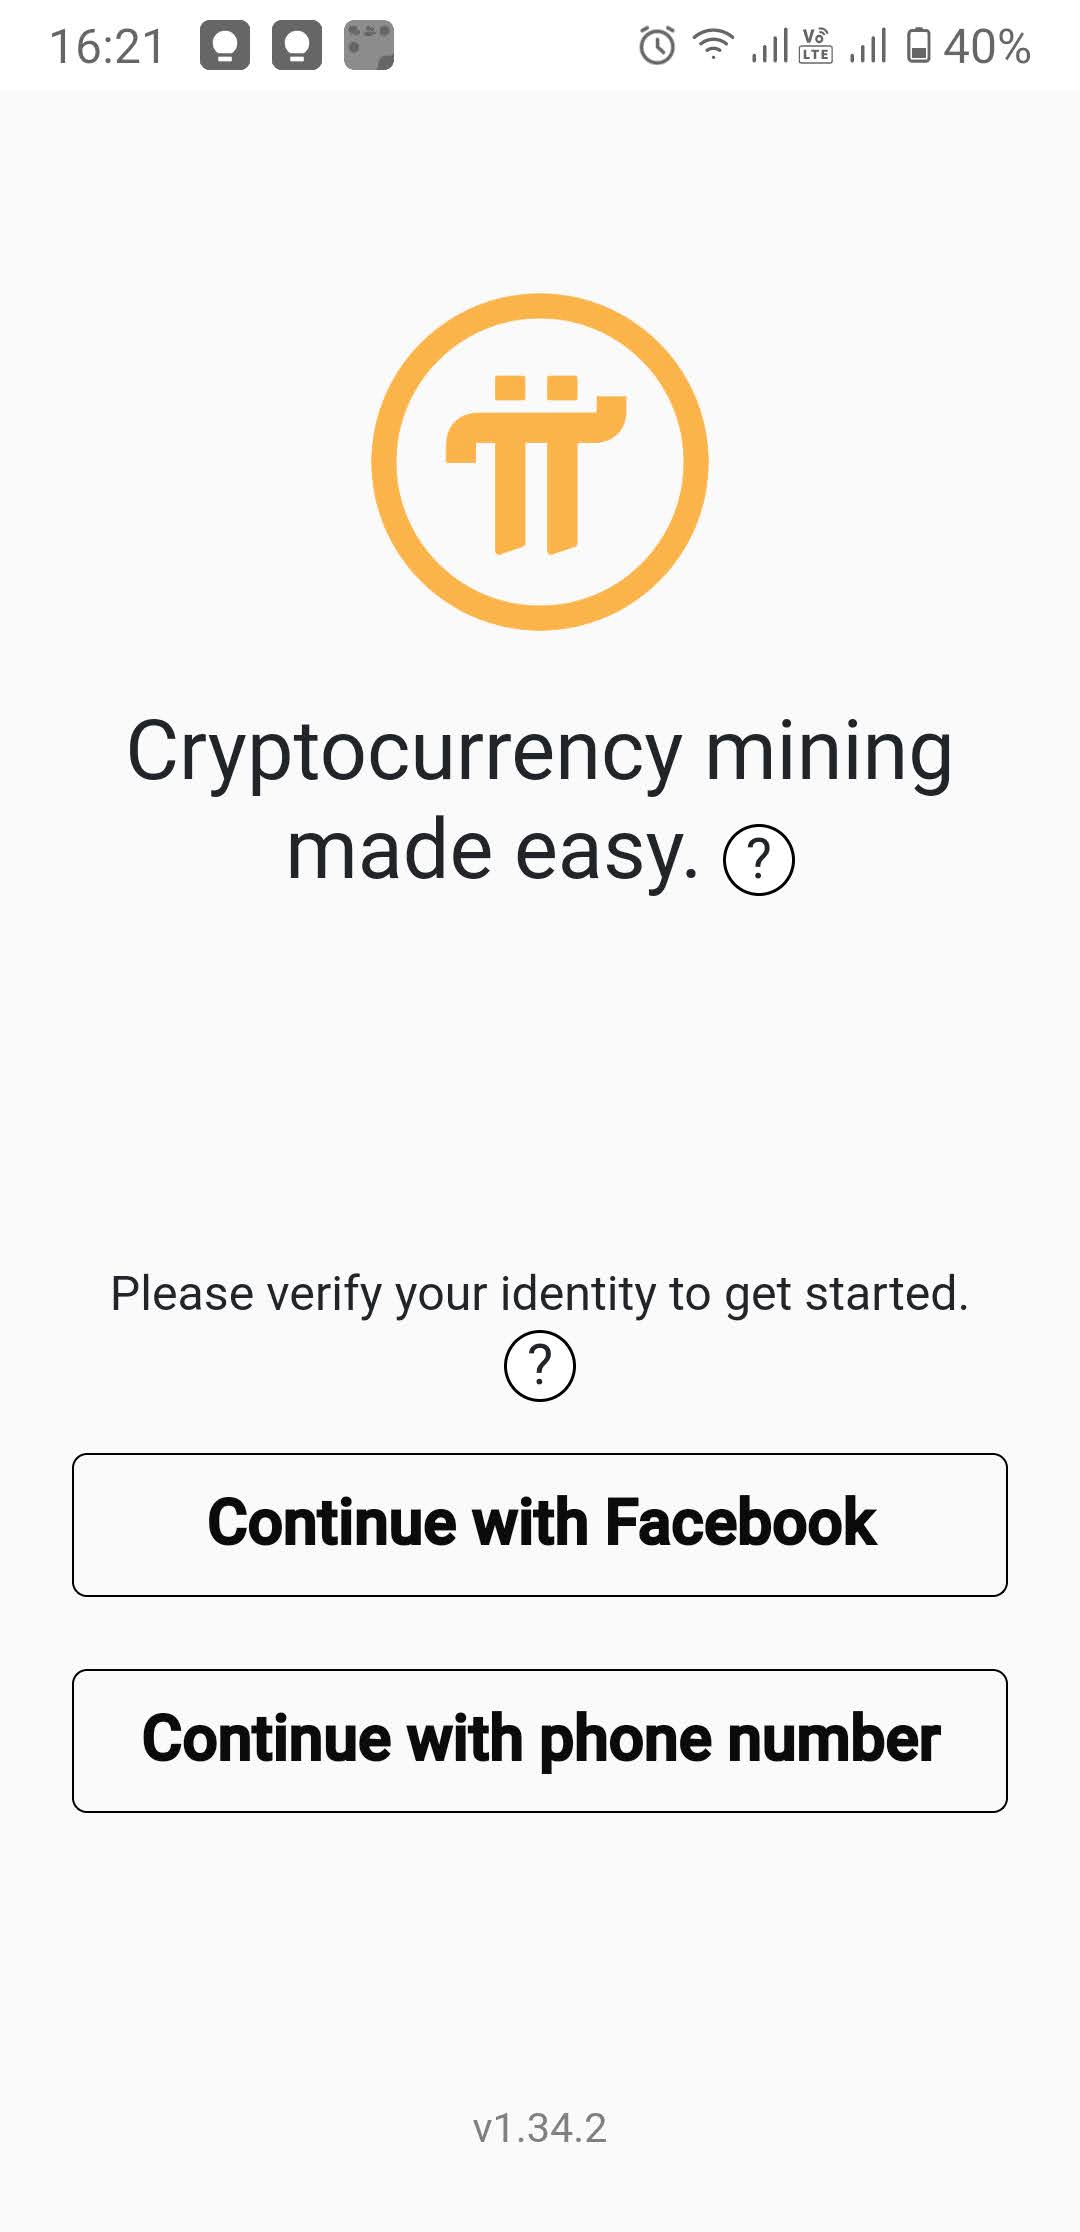 16:21 Vo LTE 40%
Cryptocurrency mining
made easy. ?
Please verify your identity to get started.
?
Continue with Facebook
Continue with phone number
v1.34.2